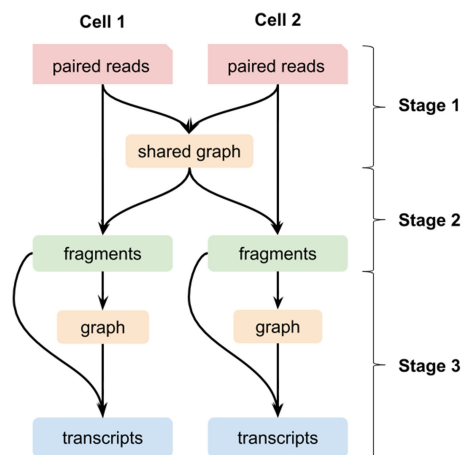 Cell 1
Cell 2
paired reads
paired reads
Stage 1
shared graph
Stage 2
fragments
fragments
graph
graph
Stage 3
transcripts
transcripts